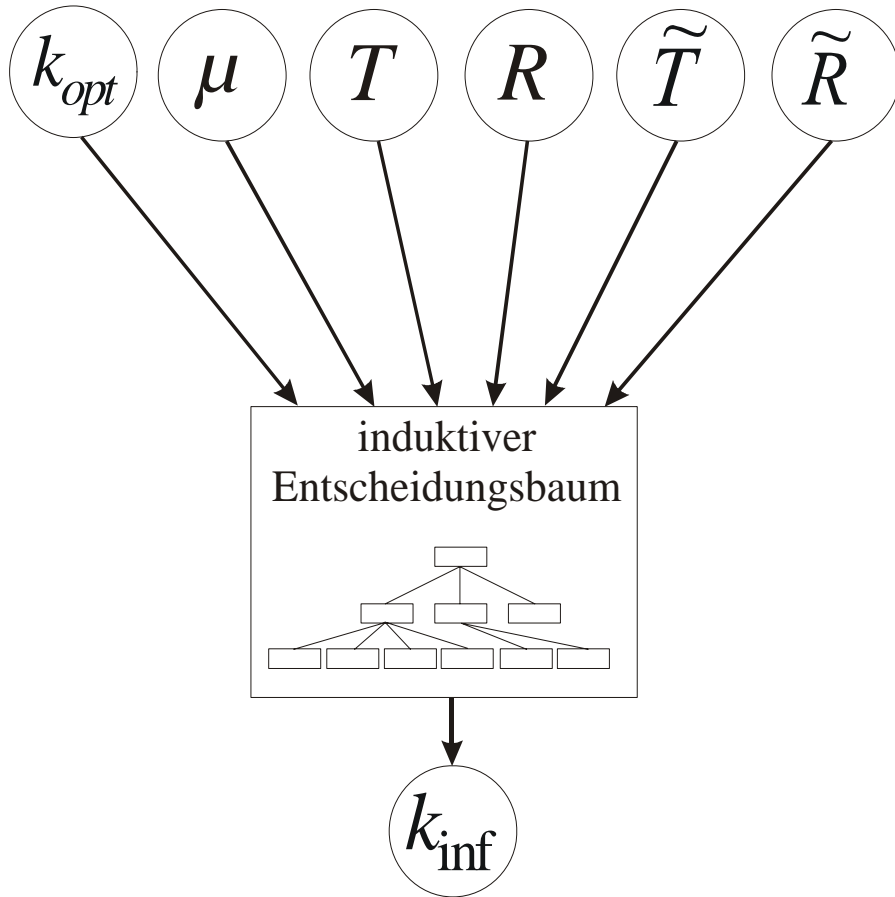 k_opt μ T R T̃ R̃
induktiver
Entscheidungsbaum
k_inf